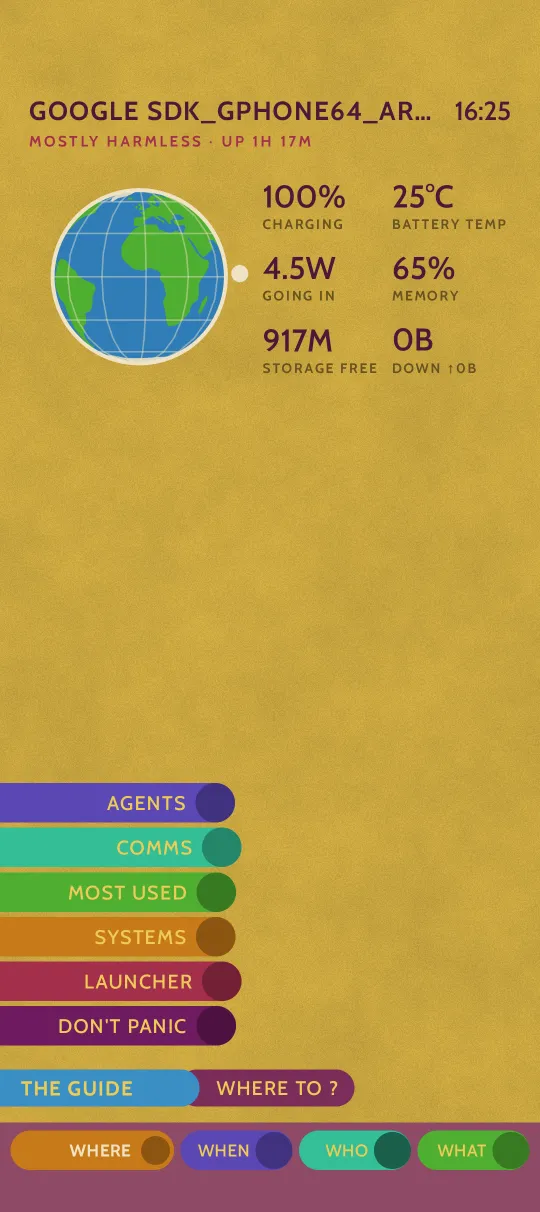 GOOGLE SDK_GPHONE64_AR... 16:25
MOSTLY HARMLESS · UP 1H 17M
100% 25°C
CHARGING BATTERY TEMP
4.5W 65%
GOING IN MEMORY
917M 0B
STORAGE FREE DOWN ↑0B
AGENTS
COMMS
MOST USED
SYSTEMS
LAUNCHER
DON'T PANIC
THE GUIDE WHERE TO ?
WHERE WHEN WHO WHAT